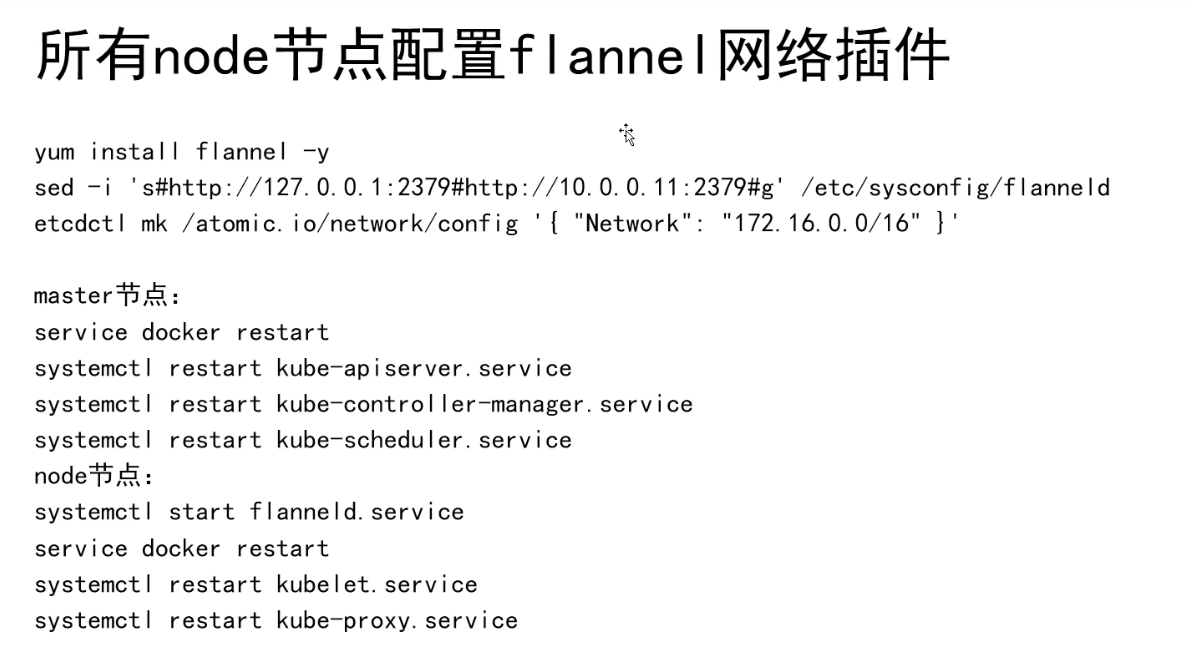 所有node节点配置flannel网络插件
yum install flannel -y
sed -i 's#http://127.0.0.1:2379#http://10.0.0.11:2379#g' /etc/sysconfig/flanneld
etcdctl mk /atomic.io/network/config '{ "Network": "172.16.0.0/16" }'
master节点：
service docker restart
systemctl restart kube-apiserver.service
systemctl restart kube-controller-manager.service
systemctl restart kube-scheduler.service
node节点：
systemctl start flanneld.service
service docker restart
systemctl restart kubelet.service
systemctl restart kube-proxy.service